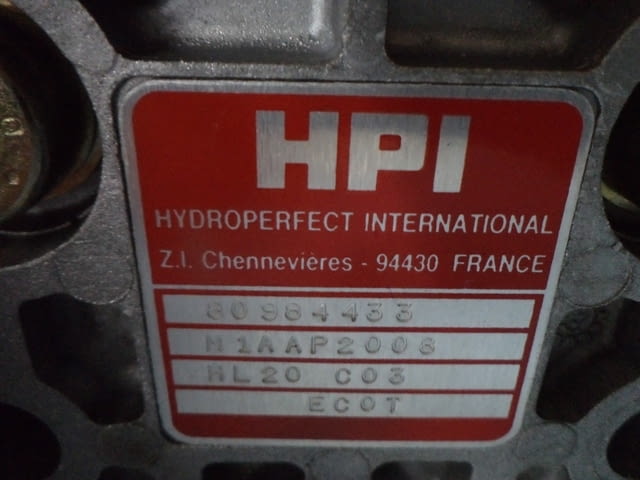 HPI
HYDROPERFECT INTERNATIONAL
Z.I. Chennevières - 94430 FRANCE
80984433
M1AAP2008
HL20 C03
ECOT